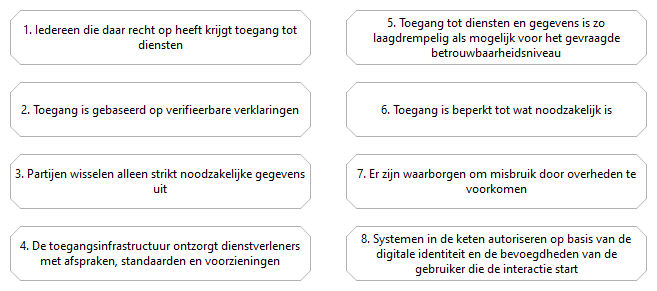 1. Iedereen die daar recht op heeft krijgt toegang tot
diensten
2. Toegang is gebaseerd op verifieerbare verklaringen
3. Partijen wisselen alleen strikt noodzakelijke gegevens
uit
4. De toegangsinfrastructuur ontzorgt dienstverleners
met afspraken, standaarden en voorzieningen
5. Toegang tot diensten en gegevens is zo
laagdrempelig als mogelijk voor het gevraagde
betrouwbaarheidsniveau
6. Toegang is beperkt tot wat noodzakelijk is
7. Er zijn waarborgen om misbruik door overheden te
voorkomen
8. Systemen in de keten autoriseren op basis van de
digitale identiteit en de bevoegdheden van de
gebruiker die de interactie start